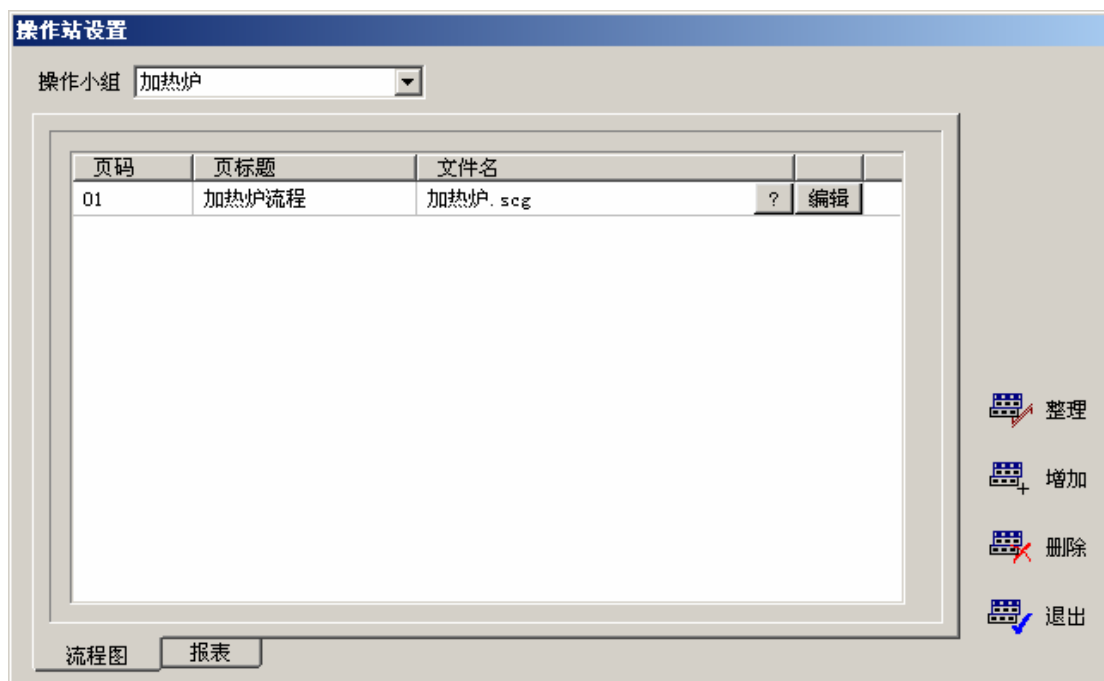 操作站设置
操作小组 加热炉
页码 页标题 文件名
01 加热炉流程 加热炉.scg ? 编辑
整理
增加
删除
退出
流程图 报表